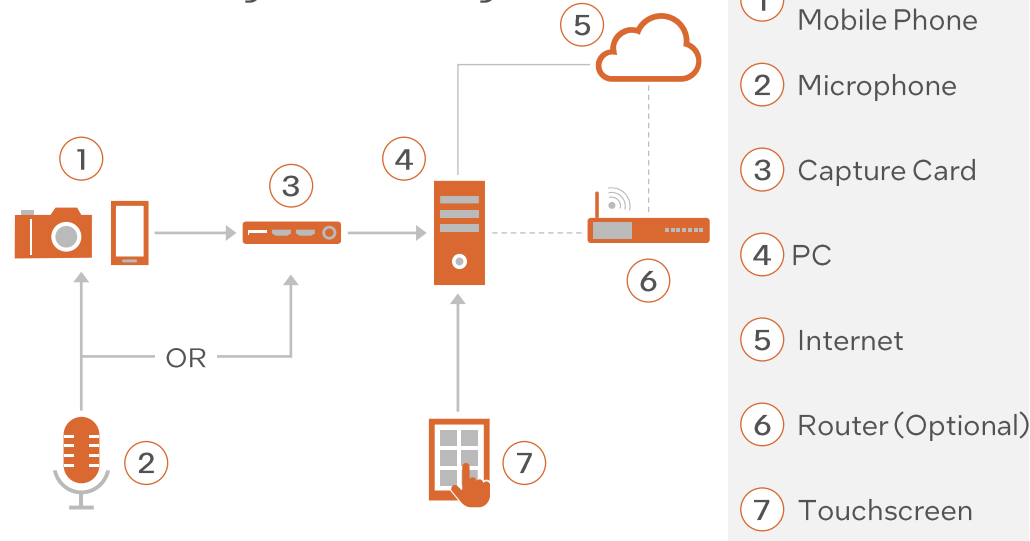 5
1
Mobile Phone
2 Microphone
1
4
3
3 Capture Card
4 PC
6
OR
5 Internet
6 Router (Optional)
2
7
7 Touchscreen